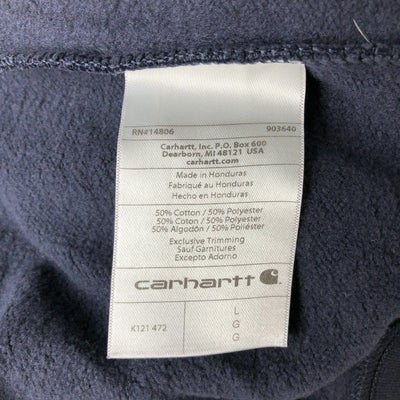 RN#14806 903640
Carhartt, Inc. P.O. Box 600
Dearborn, MI 48121 USA
carhartt.com
Made in Honduras
Fabriqué au Honduras
Hecho en Honduras
50% Cotton / 50% Polyester
50% Coton / 50% Polyester
50% Algodón / 50% Poliéster
Exclusive Trimming
Sauf Garnitures
Excepto Adorno
carhartt
K121 472 L
G
G